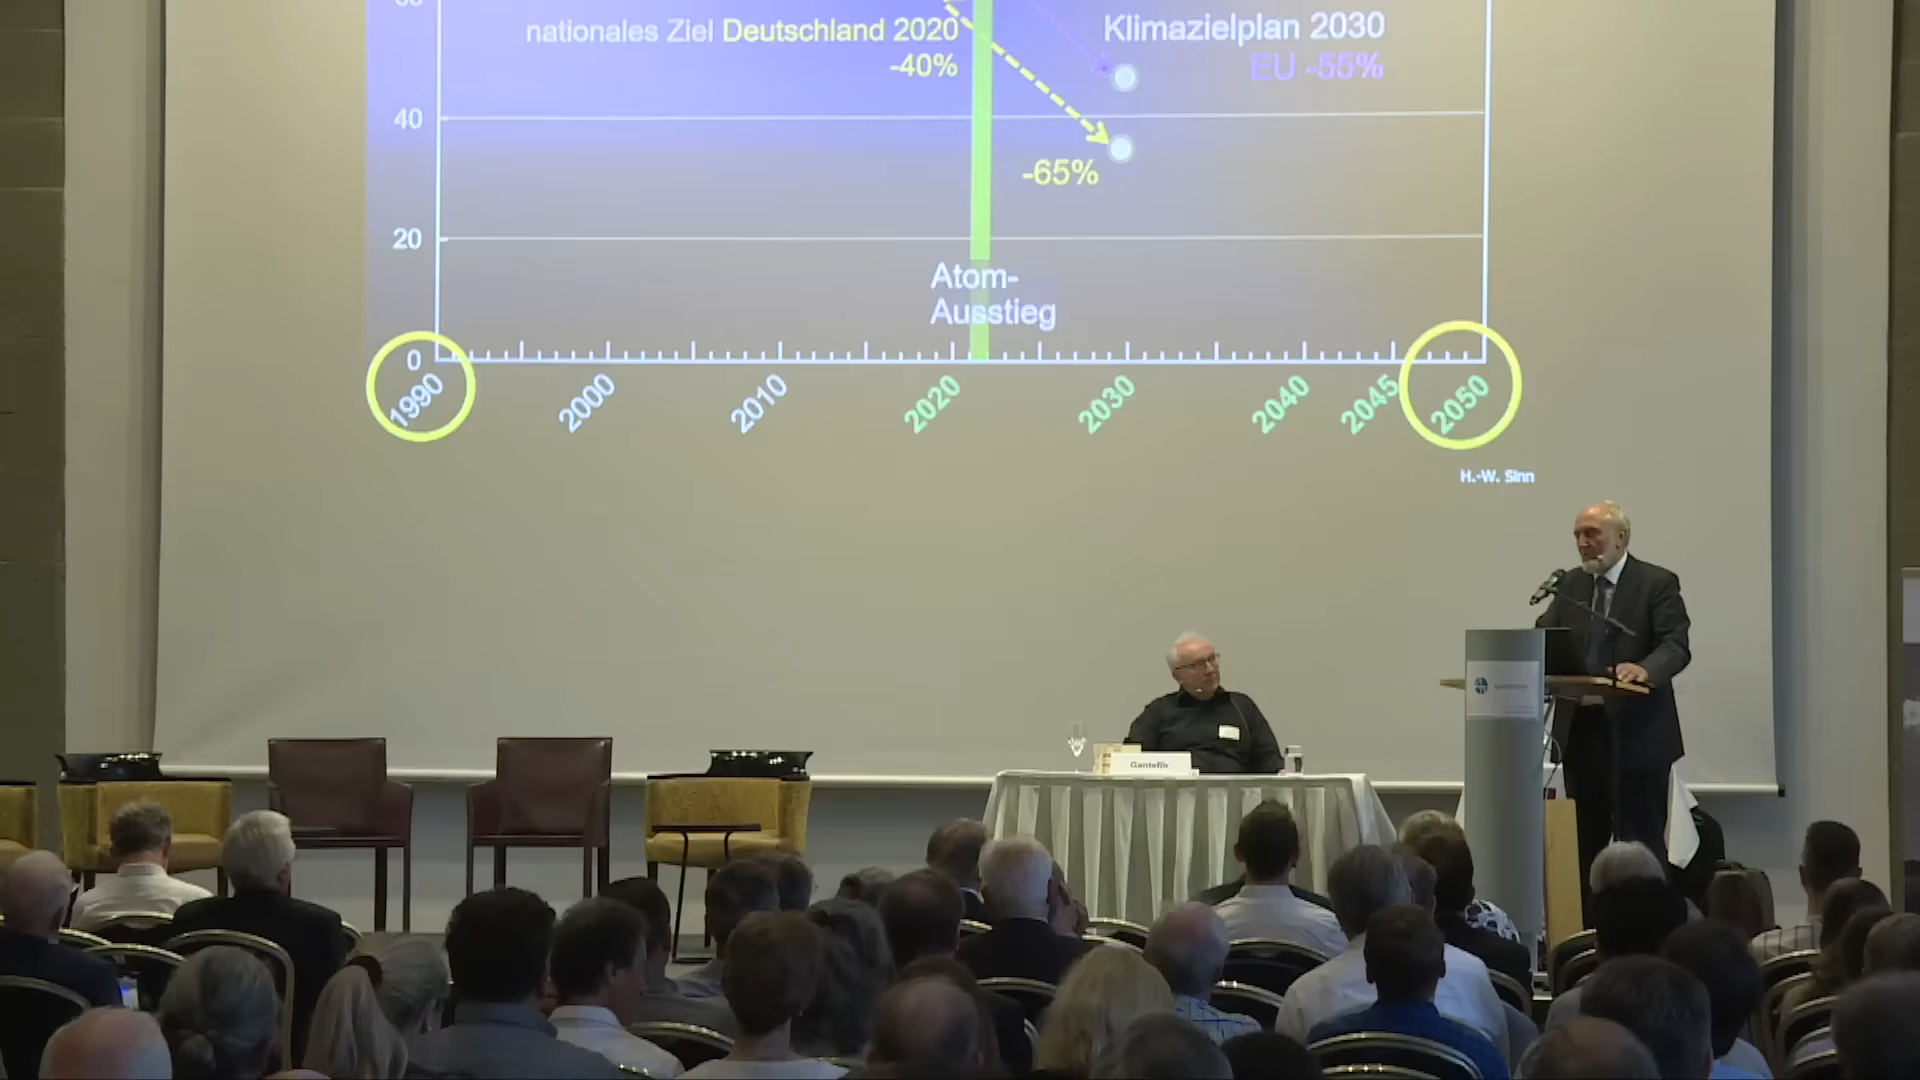 nationales Ziel Deutschland 2020
-40%
Klimazielplan 2030
EU -55%
40
-65%
20
Atom-
Ausstieg
0
1990 2000 2010 2020 2030 2040 2045 2050
H.-W. Sinn
Ganteför